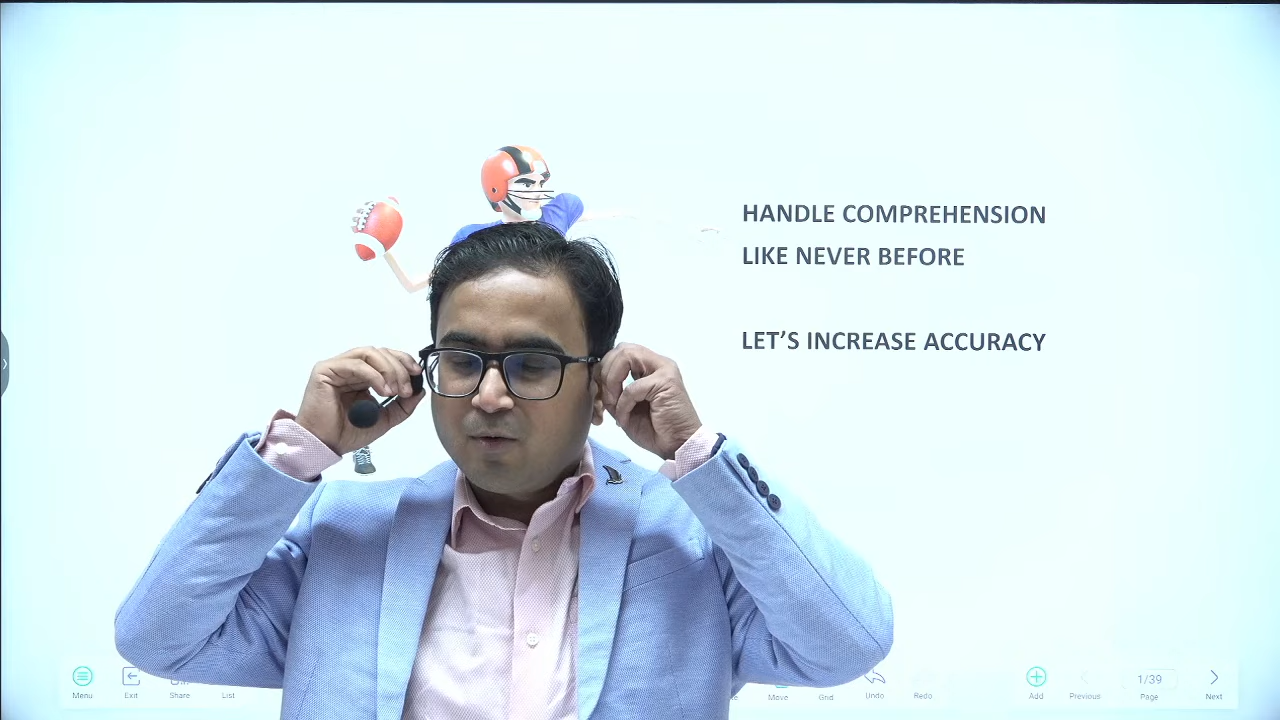 HANDLE COMPREHENSION
LIKE NEVER BEFORE
LET'S INCREASE ACCURACY
Menu
Exit
Share
List
Move
Grid
Undo
Redo
Add
Previous
1/39
Page
Next